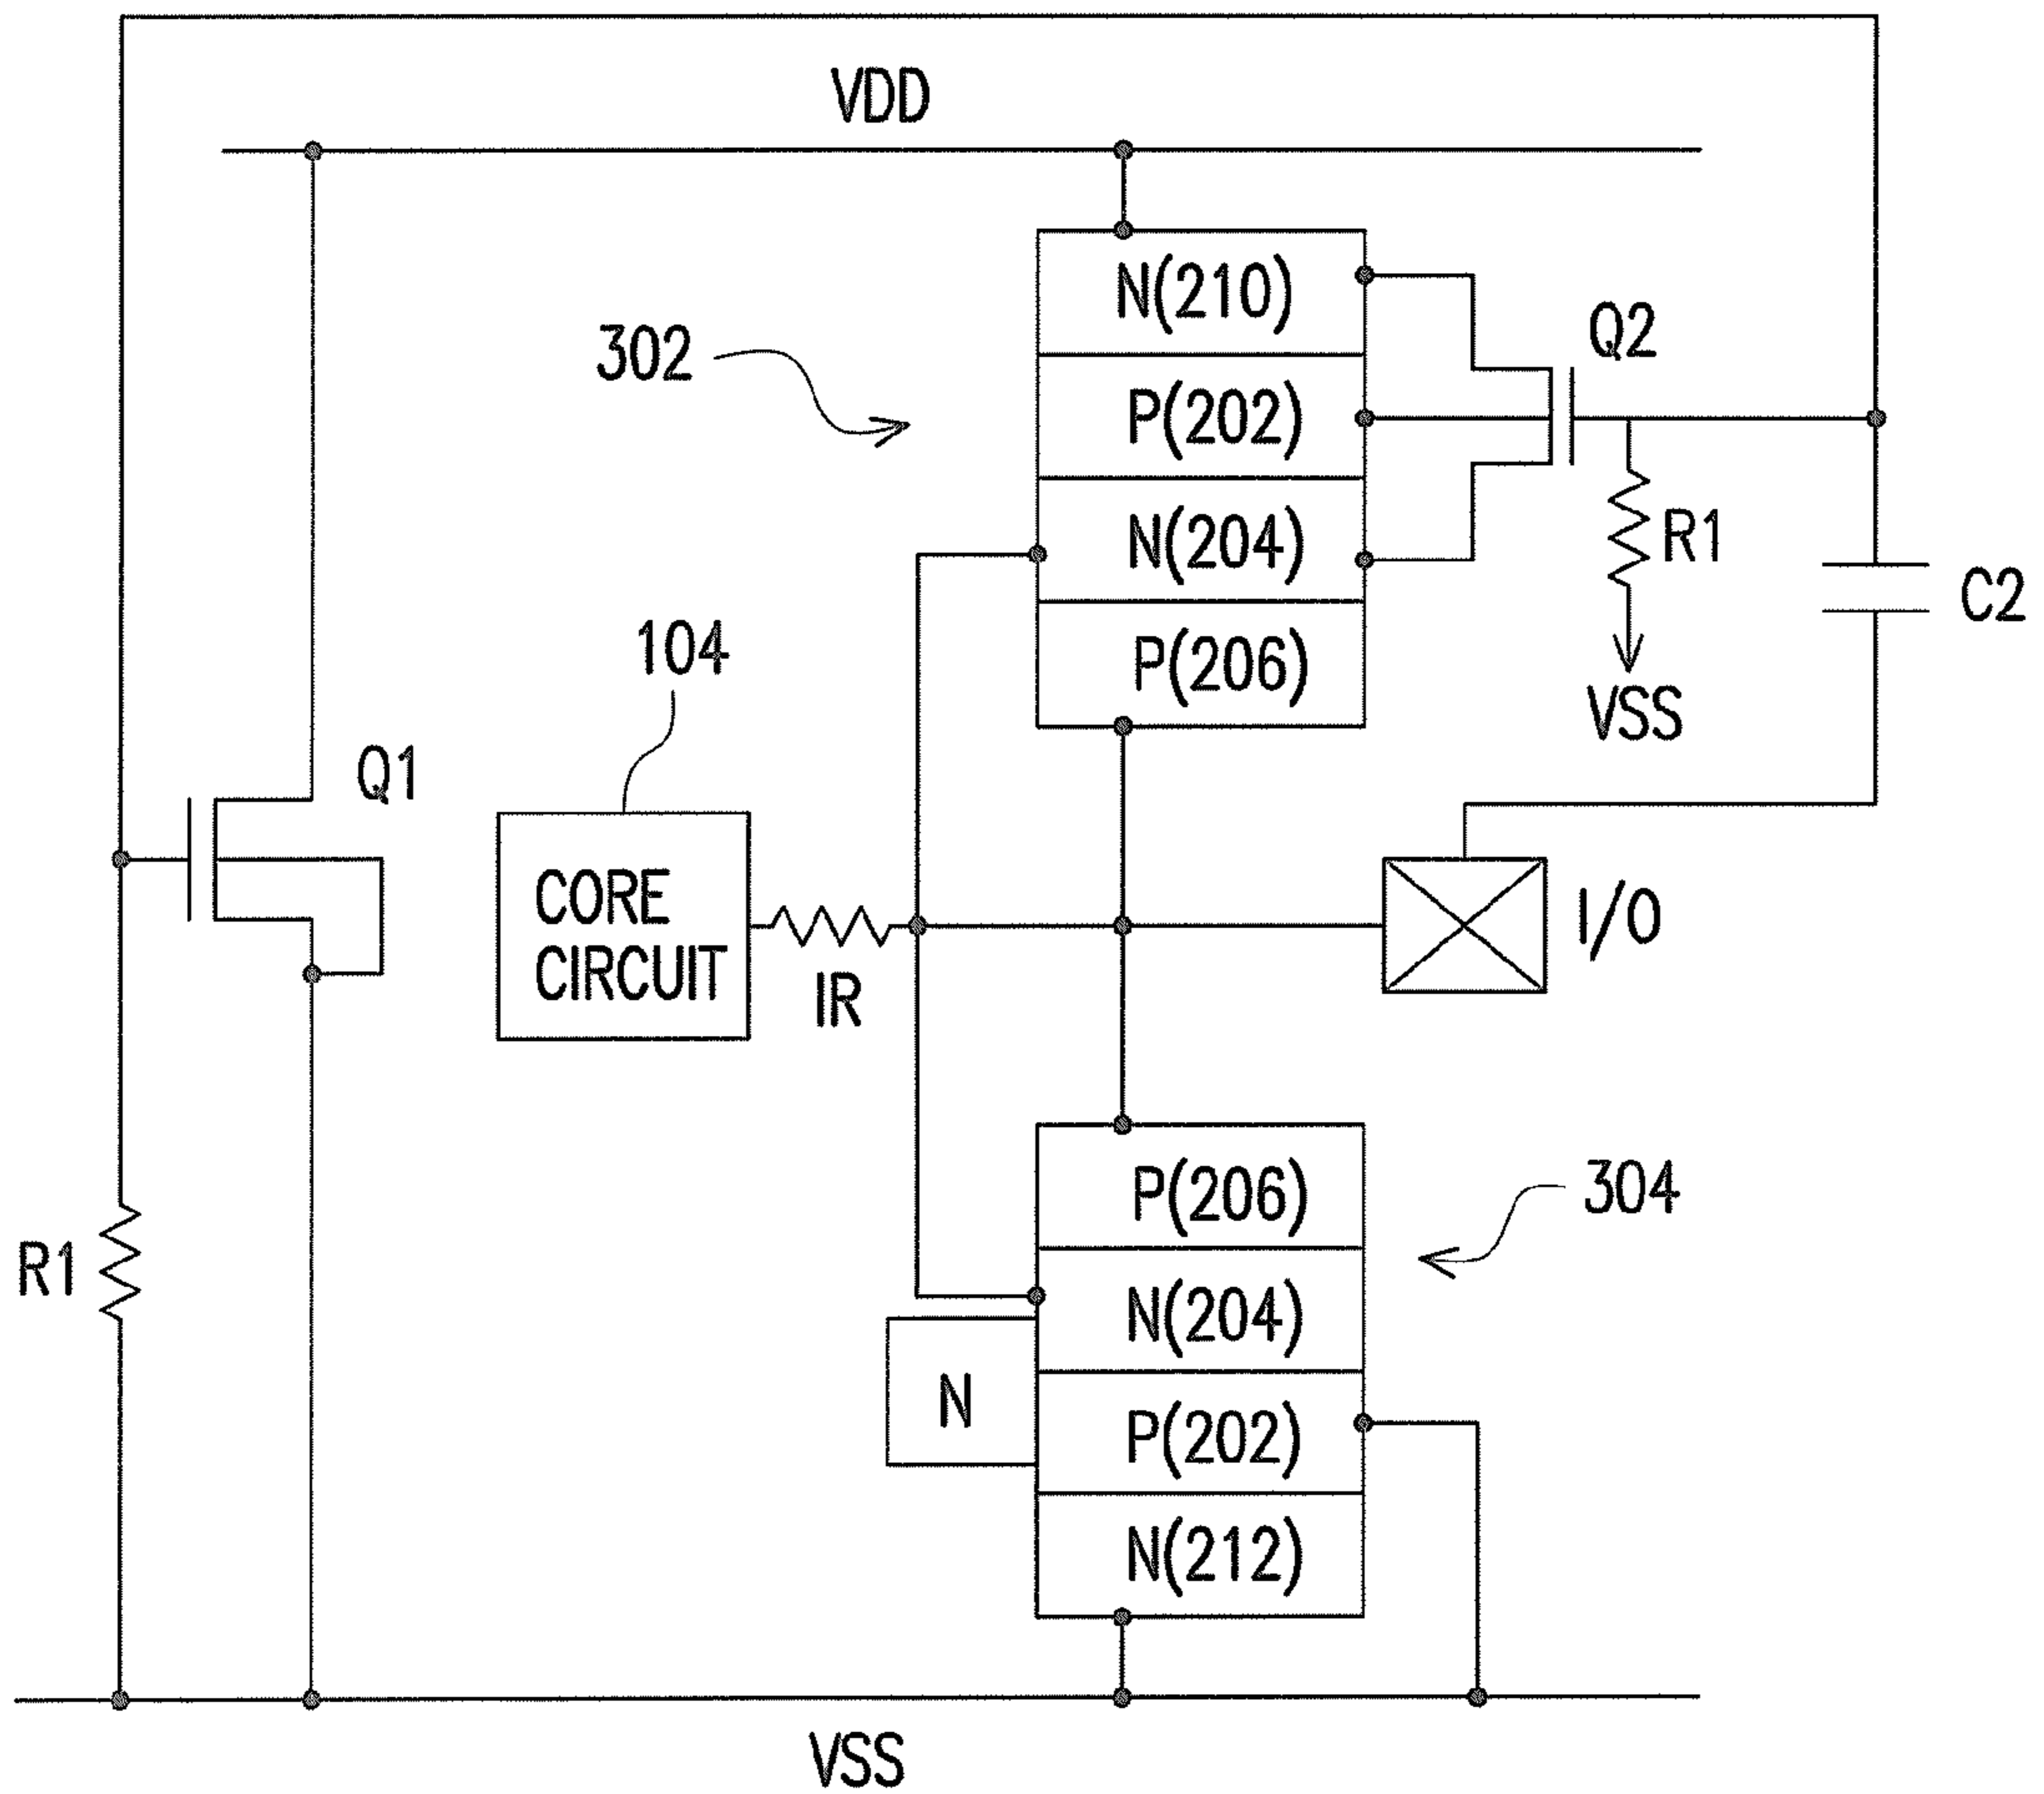 VDD
N(210)
Q2
302
P(202)
N(204)
R1
C2
104
P(206)
VSS
Q1
CORE
CIRCUIT
I/O
IR
P(206)
304
R1
N(204)
N
P(202)
N(212)
VSS